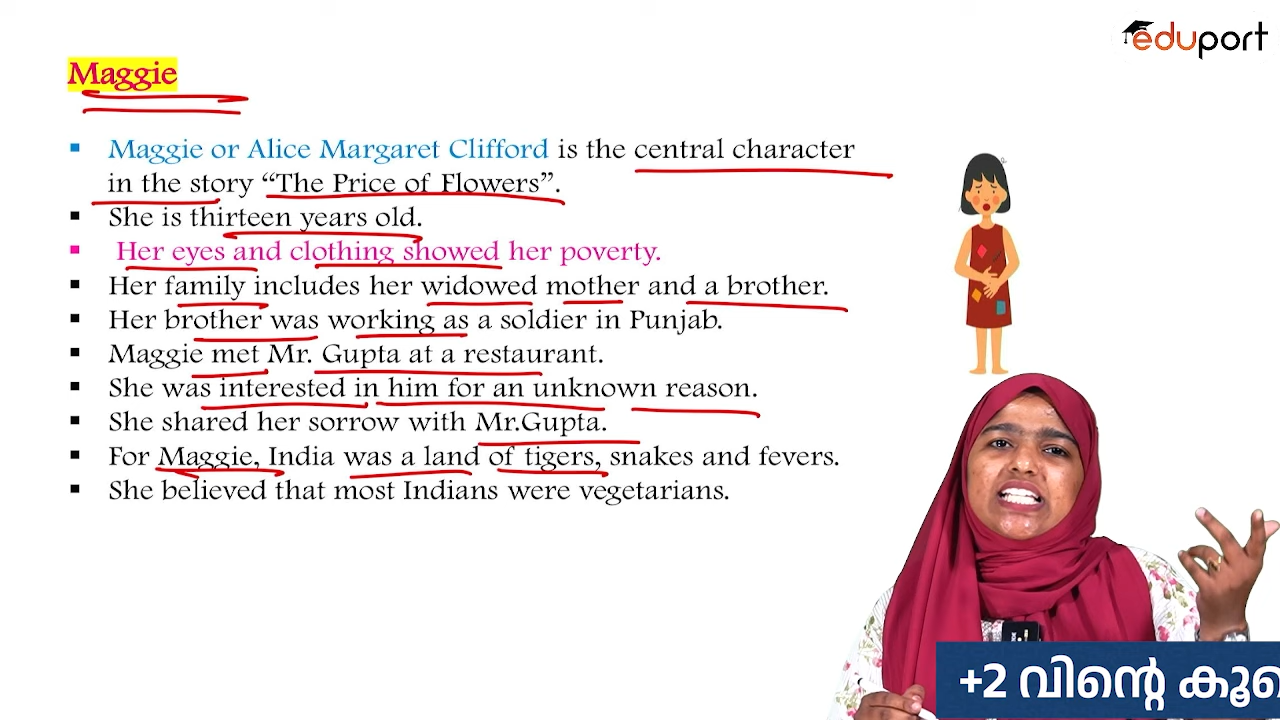 eduport
Maggie
Maggie or Alice Margaret Clifford is the central character
in the story “The Price of Flowers”.
She is thirteen years old.
Her eyes and clothing showed her poverty.
Her family includes her widowed mother and a brother.
Her brother was working as a soldier in Punjab.
Maggie met Mr. Gupta at a restaurant.
She was interested in him for an unknown reason.
She shared her sorrow with Mr.Gupta.
For Maggie, India was a land of tigers, snakes and fevers.
She believed that most Indians were vegetarians.
+2 വിന്റെ